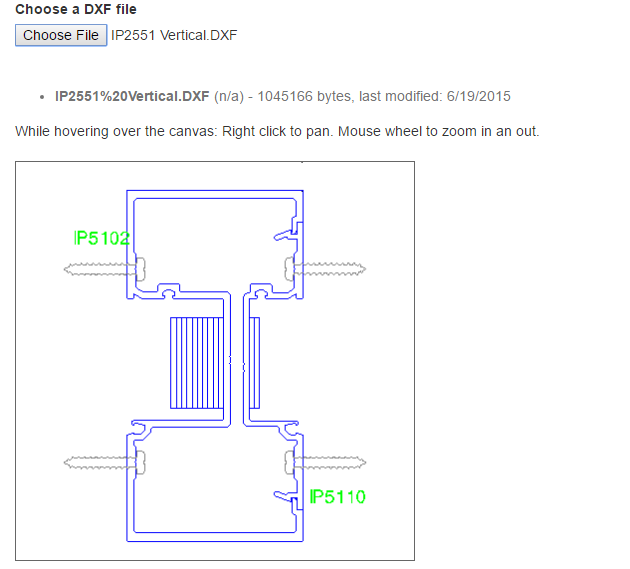 Choose a DXF file
Choose File IP2551 Vertical.DXF
IP2551%20Vertical.DXF (n/a) - 1045166 bytes, last modified: 6/19/2015
While hovering over the canvas: Right click to pan. Mouse wheel to zoom in an out.
IP5102
IP5110